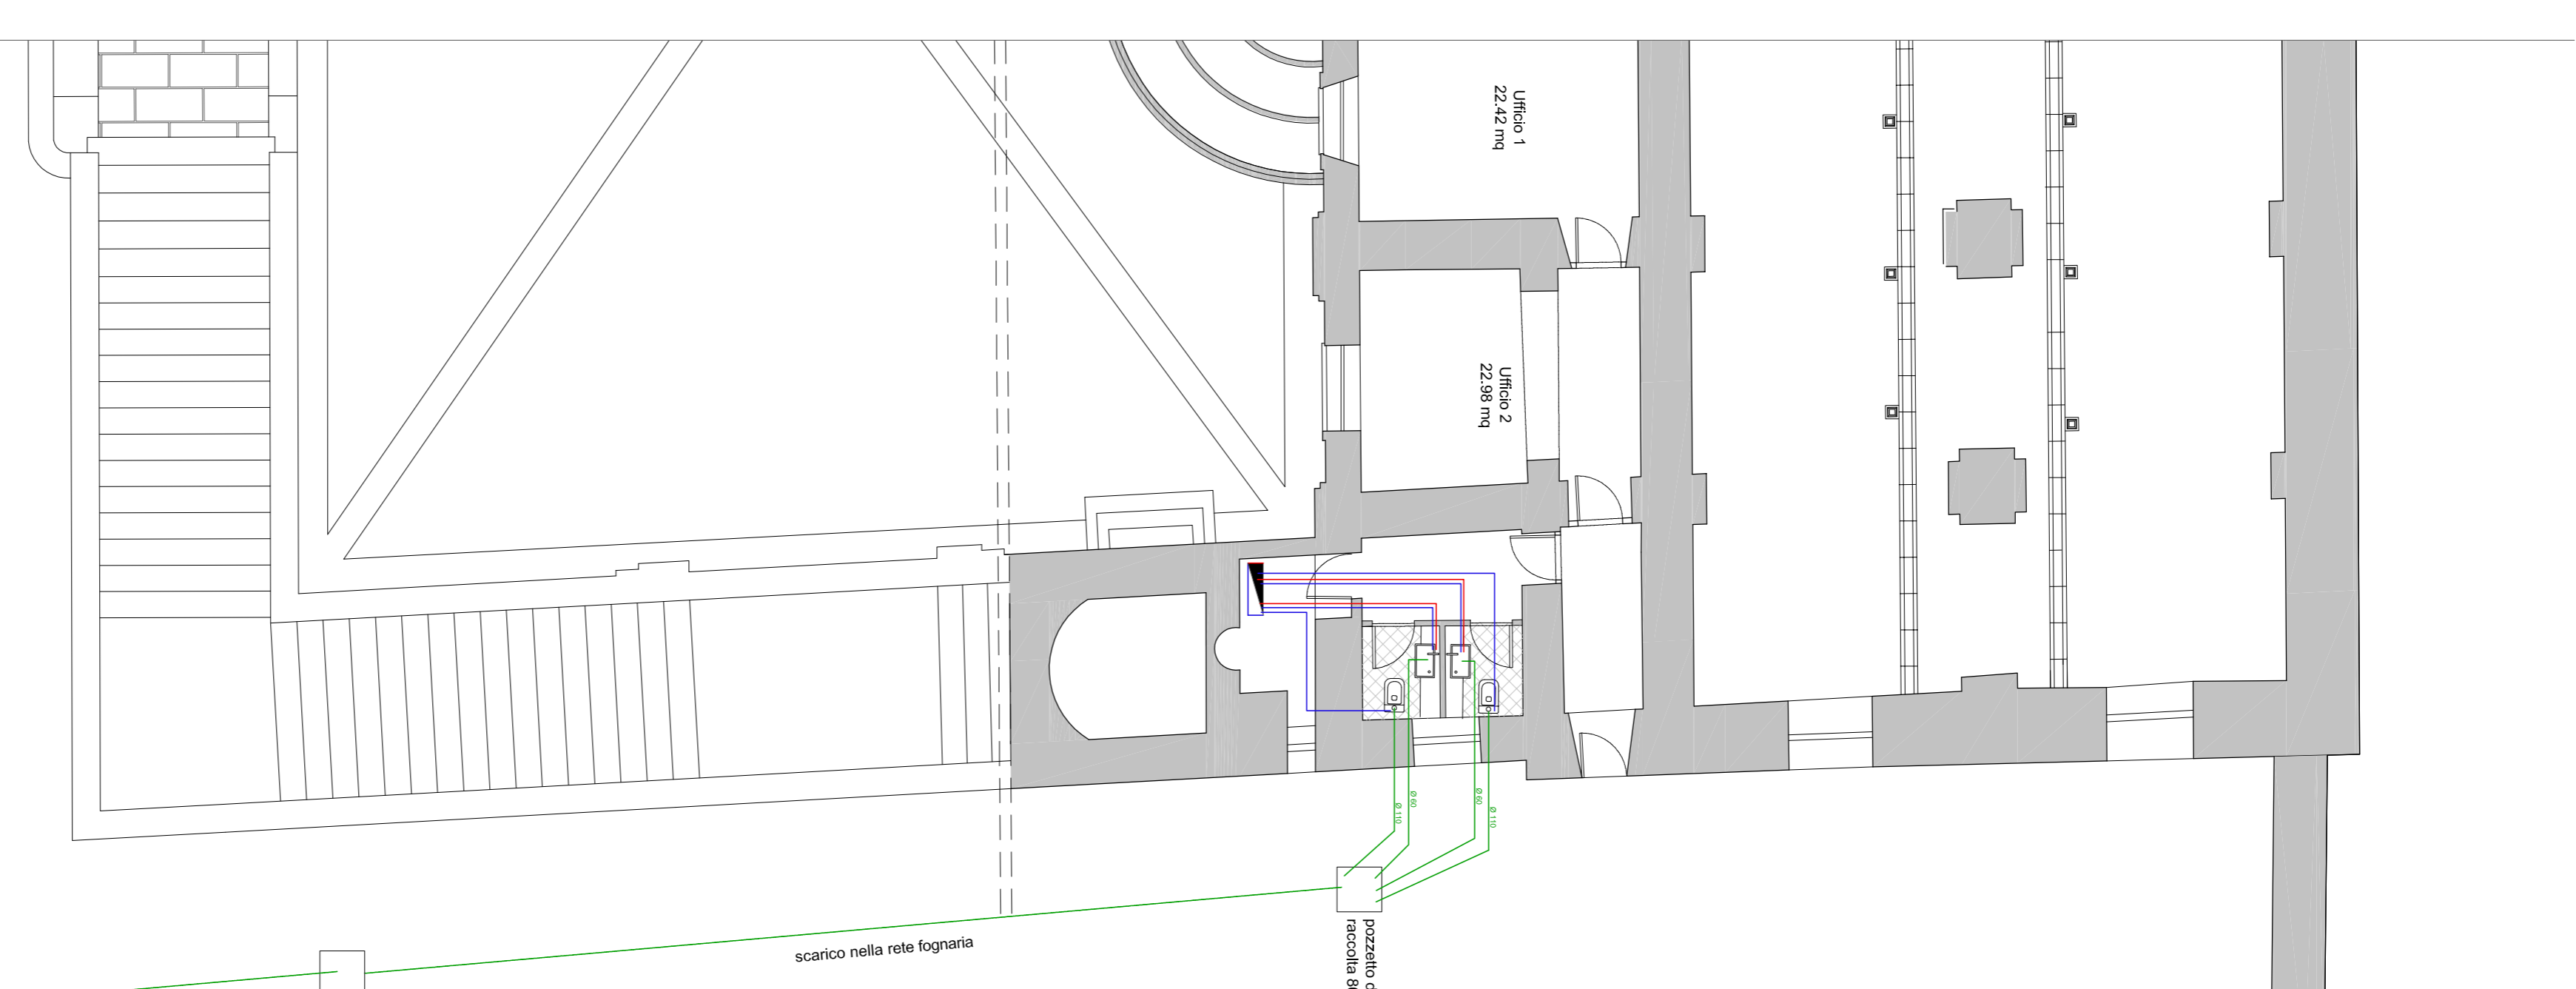 Ufficio 1
22.42 mq
Ufficio 2
22.98 mq
Ø 110
Ø 60
Ø 60
Ø 110
pozzetto
raccolta
scarico nella rete fognaria